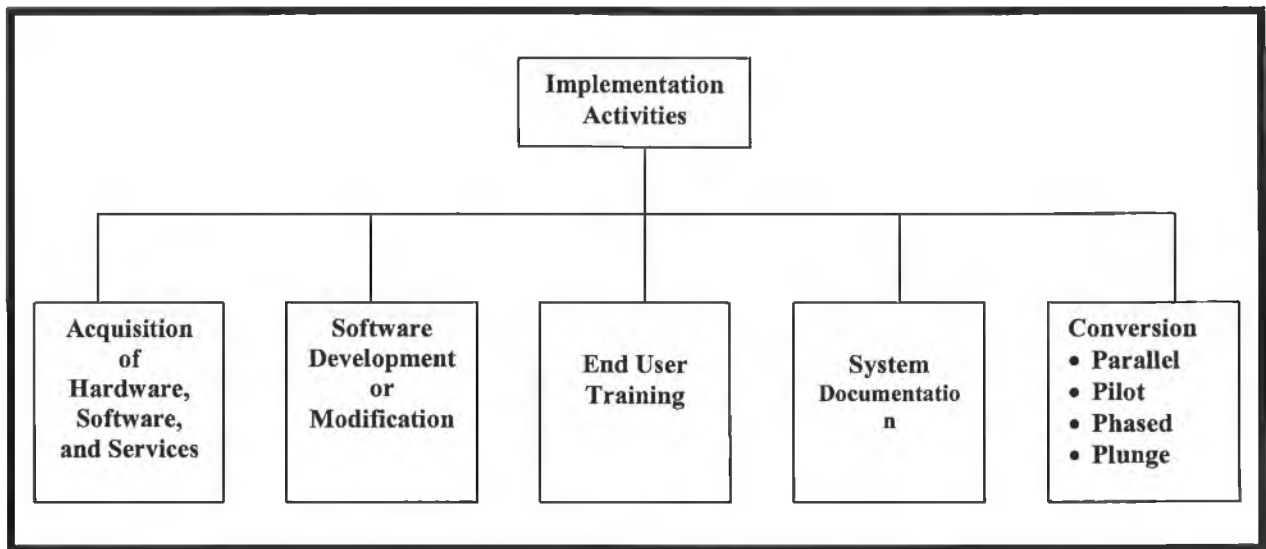 Implementation
Activities
Acquisition
of
Hardware,
Software,
and Services
Software
Development
or
Modification
End User
Training
System
Documentatio
n
Conversion
• Parallel
• Pilot
• Phased
• Plunge